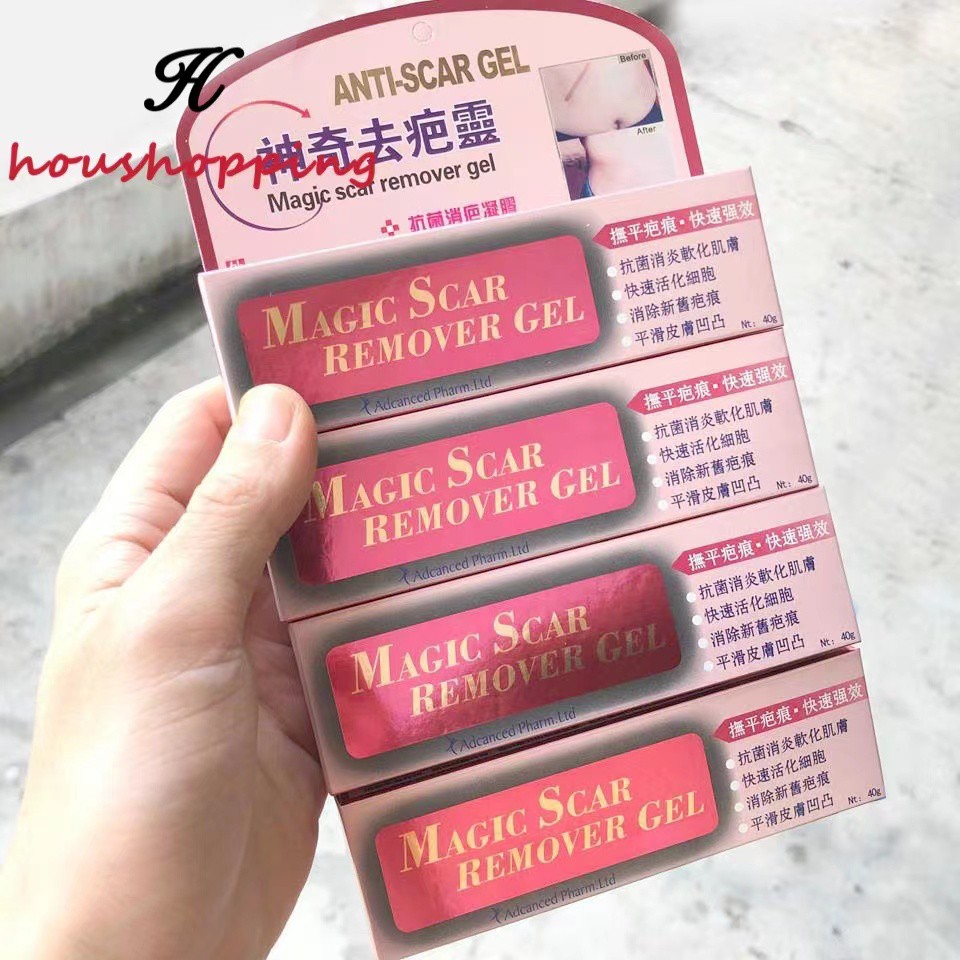 H
houshopping
ANTI-SCAR GEL
Before
After
神奇去疤靈
Magic scar remover gel
抗菌消疤凝膠
撫平疤痕·快速强效
MAGIC SCAR
REMOVER GEL
Adcanced Pharm.Ltd
抗菌消炎軟化肌膚
快速活化細胞
消除新舊疤痕
平滑皮膚凹凸
Nt: 40g
撫平疤痕·快速强效
MAGIC SCAR
REMOVER GEL
Adcanced Pharm.Ltd
抗菌消炎軟化肌膚
快速活化細胞
消除新舊疤痕
平滑皮膚凹凸
Nt: 40g
撫平疤痕·快速强效
MAGIC SCAR
REMOVER GEL
Adcanced Pharm.Ltd
抗菌消炎軟化肌膚
快速活化細胞
消除新舊疤痕
平滑皮膚凹凸
Nt: 40g
撫平疤痕·快速强效
MAGIC SCAR
REMOVER GEL
Adcanced Pharm.Ltd
抗菌消炎軟化肌膚
快速活化細胞
消除新舊疤痕
平滑皮膚凹凸
Nt: 40g